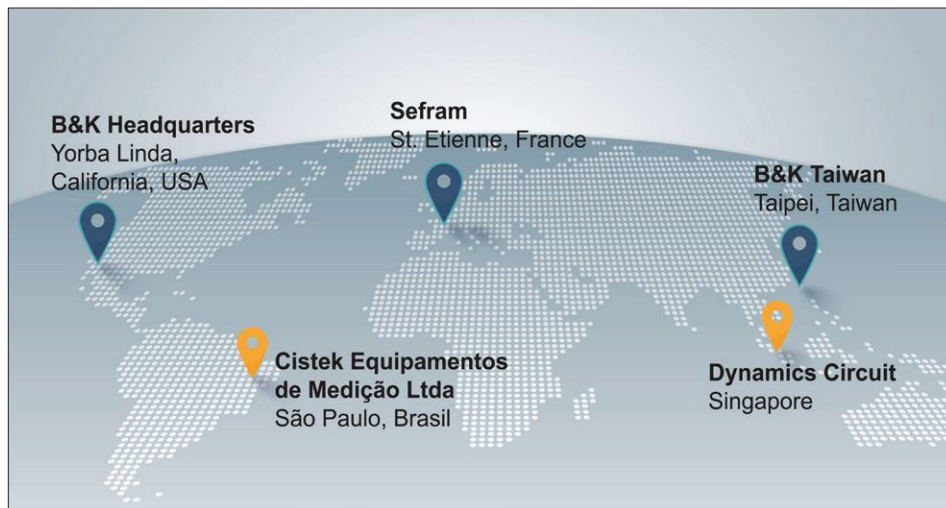 B&K Headquarters
Yorba Linda,
California, USA
Sefram
St. Etienne, France
B&K Taiwan
Taipei, Taiwan
Cistek Equipamentos
de Medição Ltda
São Paulo, Brasil
Dynamics Circuit
Singapore